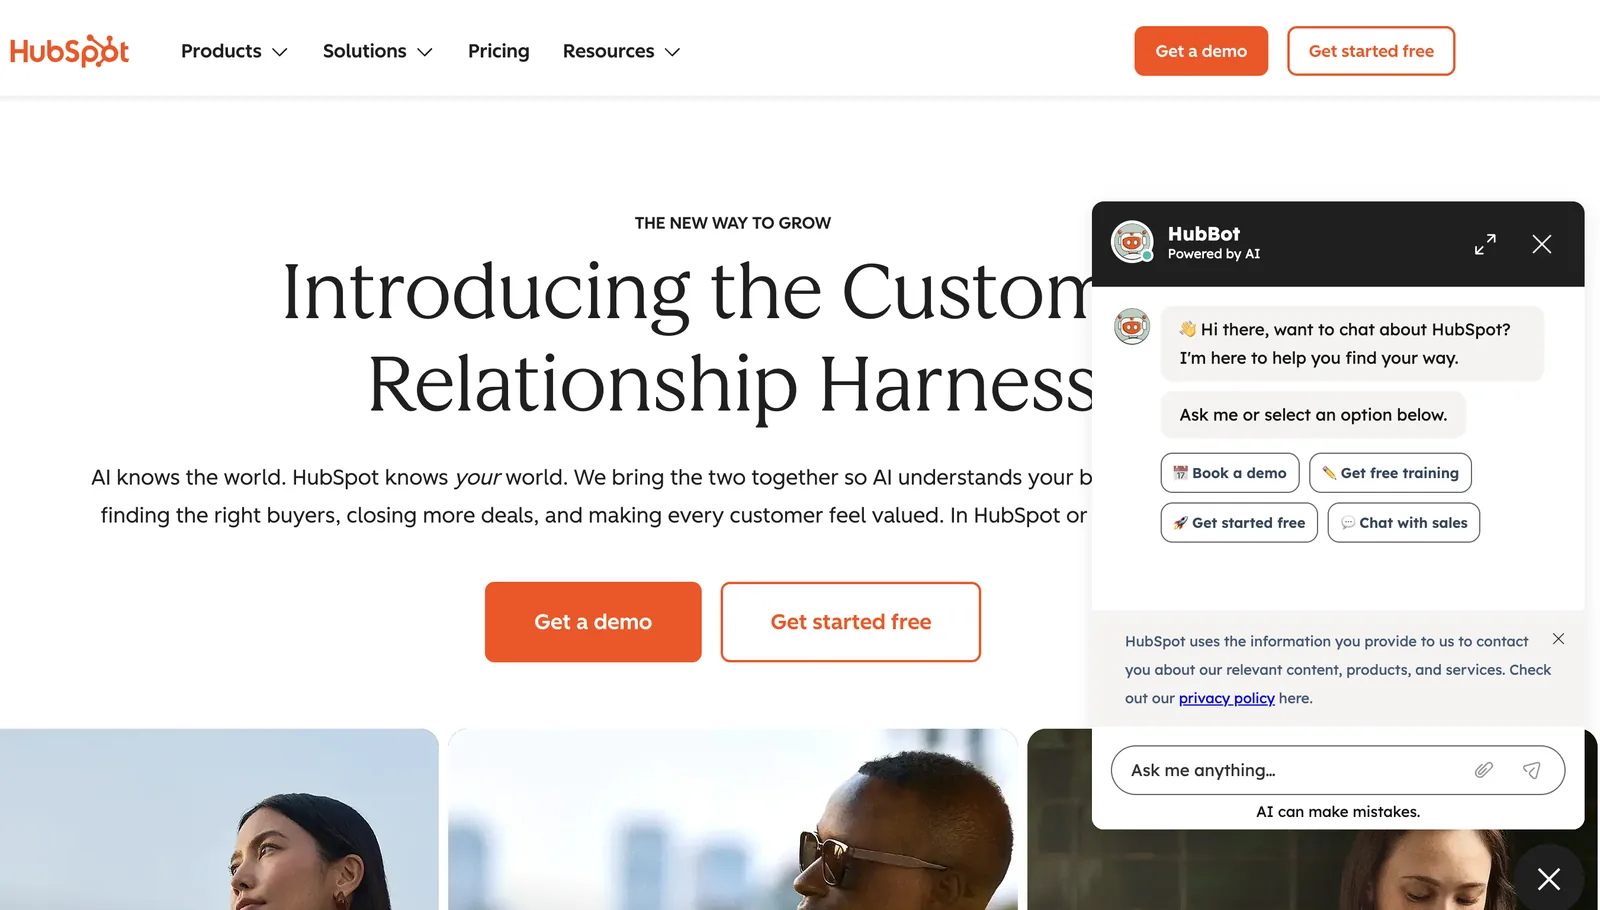 HubSpot
Products
Solutions
Pricing
Resources
Get a demo
Get started free
THE NEW WAY TO GROW
Introducing the Custom
Relationship Harness
AI knows the world. HubSpot knows your world. We bring the two together so AI understands your b
finding the right buyers, closing more deals, and making every customer feel valued. In HubSpot or
Get a demo
Get started free
HubBot
Powered by AI
👋 Hi there, want to chat about HubSpot?
I'm here to help you find your way.
Ask me or select an option below.
📅 Book a demo
✏️ Get free training
🚀 Get started free
💬 Chat with sales
HubSpot uses the information you provide to us to contact
you about our relevant content, products, and services. Check
out our privacy policy here.
Ask me anything...
AI can make mistakes.